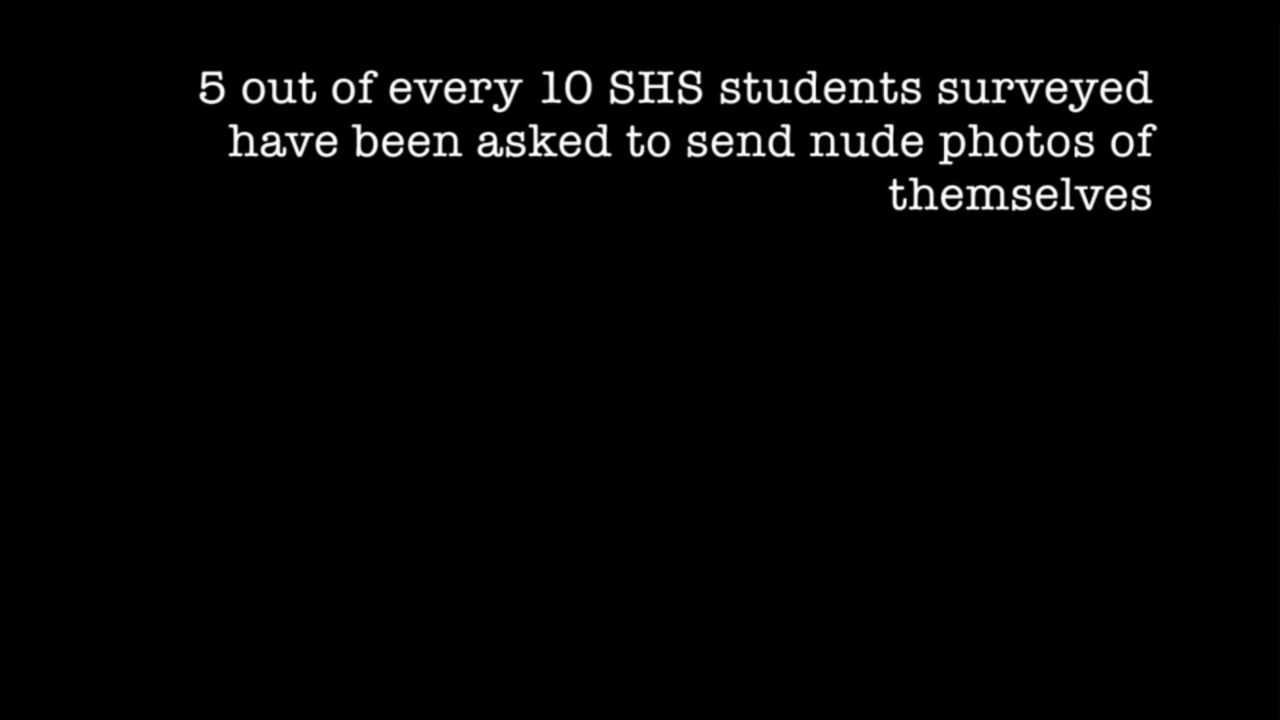 5 out of every 10 SHS students surveyed
have been asked to send nude photos of
themselves